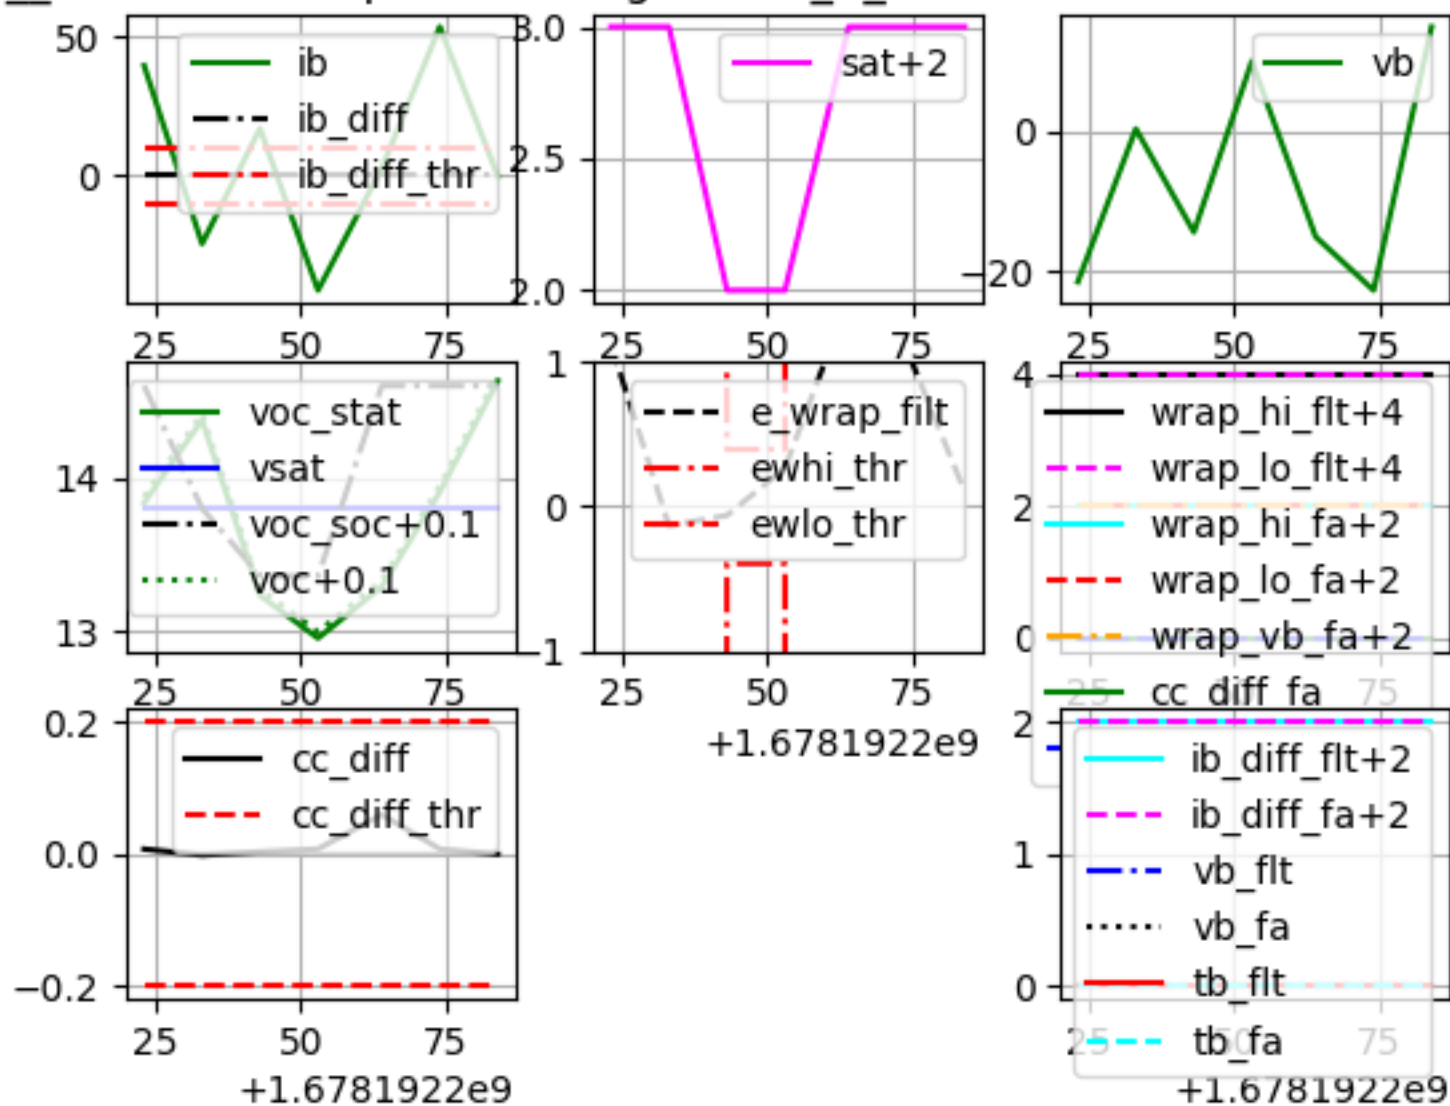 50
0
ib
ib_diff
ib_diff_thr
25 50 75
3.0
2.5
2.0
sat+2
25 50 75
0
−20
vb
25 50 75
14
13
voc_stat
vsat
voc_soc+0.1
voc+0.1
25 50 75
1
0
−1
e_wrap_filt
ewhi_thr
ewlo_thr
25 50 75
+1.6781922e9
4
2
0
wrap_hi_flt+4
wrap_lo_flt+4
wrap_hi_fa+2
wrap_lo_fa+2
wrap_vb_fa+2
cc_diff_fa
25 75
0.2
0.0
−0.2
cc_diff
cc_diff_thr
25 50 75
+1.6781922e9
2
1
0
ib_diff_flt+2
ib_diff_fa+2
vb_flt
vb_fa
tb_flt
tb_fa
25 50 75
+1.6781922e9